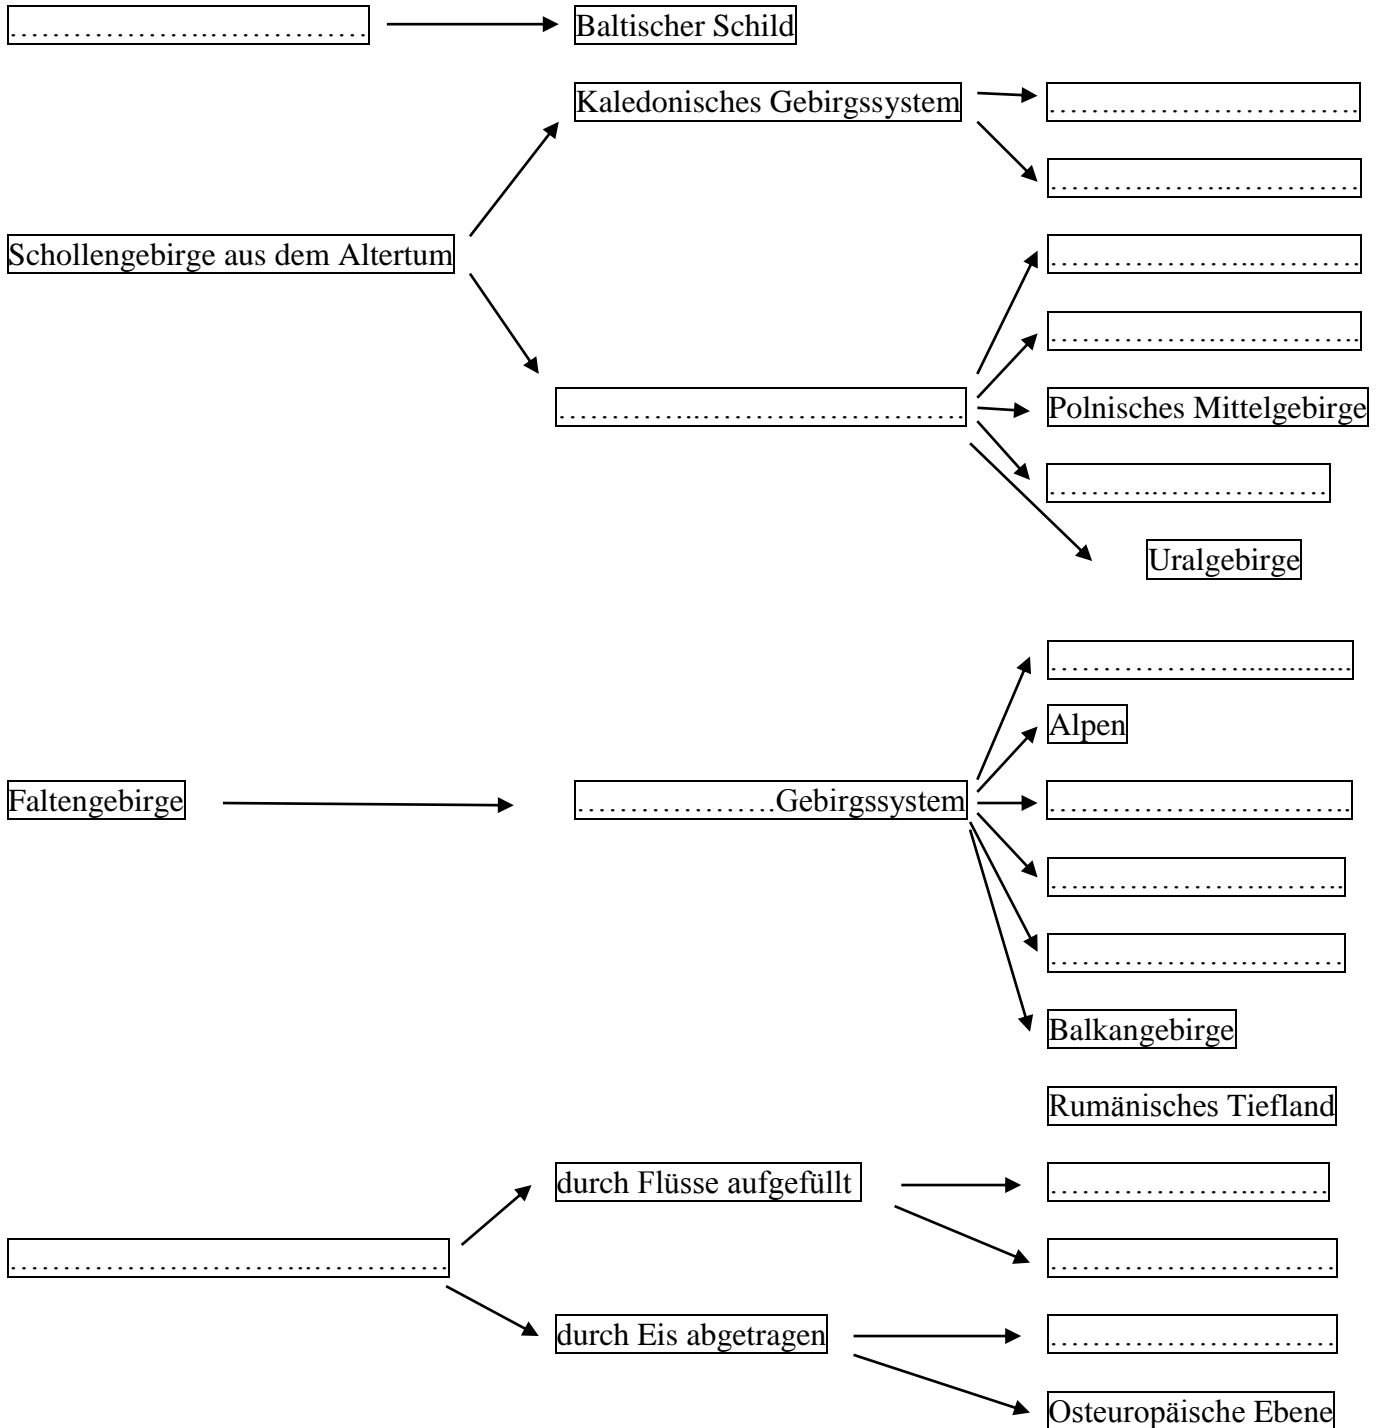 ……………….……………. Baltischer Schild
Kaledonisches Gebirgssystem ……..…………………
……….……..…………
Schollengebirge aus dem Altertum ……………….……….
…………….………….
…………..…………………… Polnisches Mittelgebirge
………..…………….
Uralgebirge
………………............
Alpen
Faltengebirge ……………….Gebirgssystem ……………………..
…..…………….…….
……………….………
Balkangebirge
Rumänisches Tiefland
durch Flüsse aufgefüllt ……………….…….
………………………..…………. ………………………
durch Eis abgetragen ………………………
Osteuropäische Ebene